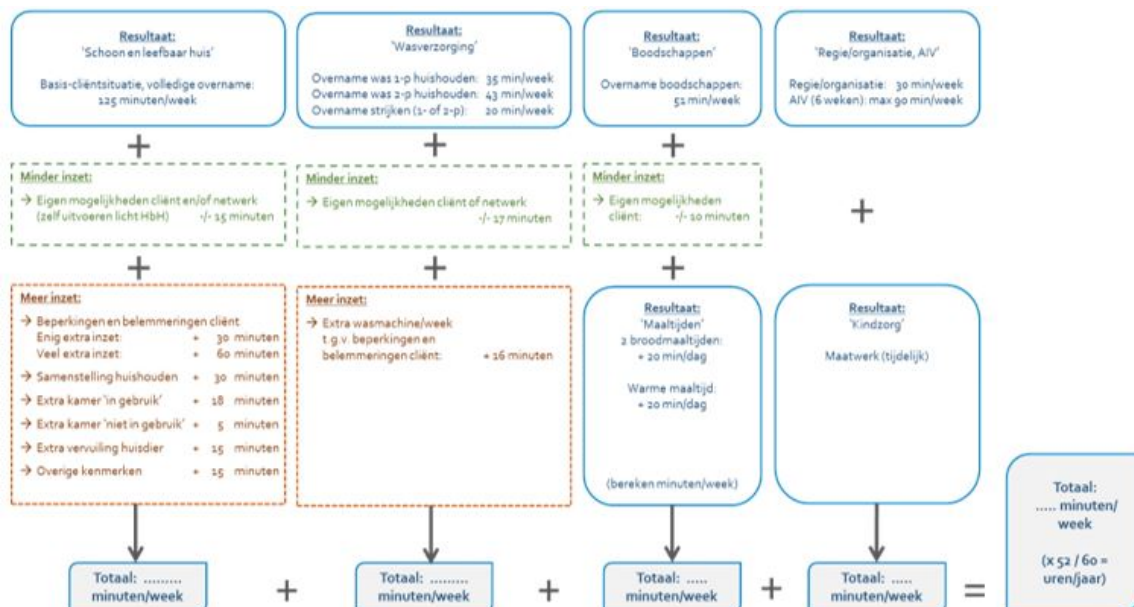 Resultaat:
'Schoon en leefbaar huis'
Basis-cliëntsituatie, volledige overname:
125 minuten/week
Resultaat:
'Wasverzorging'
Overname was 1-p huishouden: 35 min/week
Overname was 2-p huishouden: 43 min/week
Overname strijken (1- of 2-p): 20 min/week
Resultaat:
'Boodschappen'
Overname boodschappen:
51 min/week
Resultaat:
'Regie/organisatie, AIV'
Regie/organisatie: 30 min/week
AIV (6 weken): max 90 min/week
+
+
+
Minder inzet:
→ Eigen mogelijkheden cliënt en/of netwerk
(zelf uitvoeren licht HbH) -/- 15 minuten
Minder inzet:
→ Eigen mogelijkheden cliënt of netwerk
-/- 17 minuten
Minder inzet:
→ Eigen mogelijkheden
cliënt: -/- 10 minuten
+
+
+
+
Meer inzet:
→ Beperkingen en belemmeringen cliënt
Enig extra inzet: + 30 minuten
Veel extra inzet: + 60 minuten
→ Samenstelling huishouden + 30 minuten
→ Extra kamer 'in gebruik' + 18 minuten
→ Extra kamer 'niet in gebruik' + 5 minuten
→ Extra vervuiling huisdier + 15 minuten
→ Overige kenmerken + 15 minuten
Meer inzet:
→ Extra wasmachine/week
t.g.v. beperkingen en
belemmeringen cliënt: + 16 minuten
Resultaat:
'Maaltijden'
2 broodmaaltijden:
+ 20 min/dag
Warme maaltijd:
+ 20 min/dag
(bereken minuten/week)
Resultaat:
'Kindzorg'
Maatwerk (tijdelijk)
Totaal: .........
minuten/week
+
Totaal: .........
minuten/week
+
Totaal: .....
minuten/week
+
Totaal: .....
minuten/week
=
Totaal:
..... minuten/
week
(x 52 / 60 =
uren/jaar)